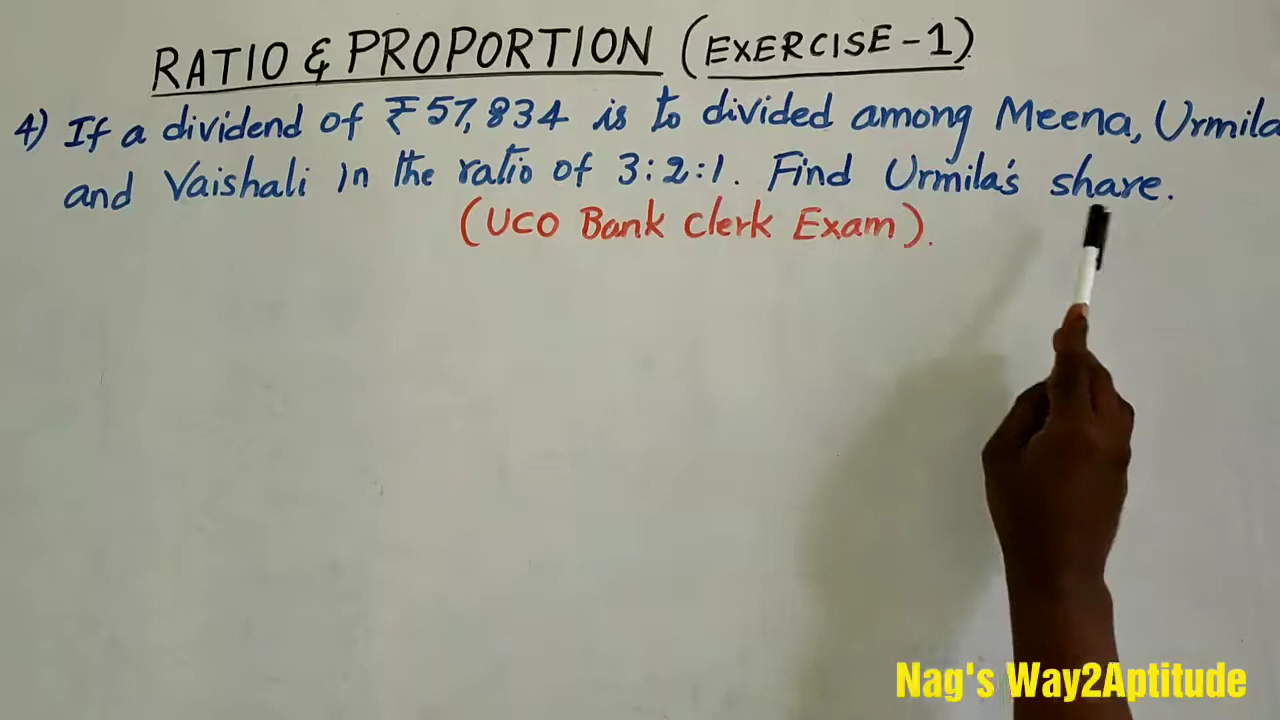 RATIO & PROPORTION (EXERCISE-1)
4) If a dividend of ₹57,834 is to divided among Meena, Urmila
and Vaishali in the ratio of 3:2:1. Find Urmila's share.
(UCO Bank Clerk Exam).
Nag's Way2Aptitude